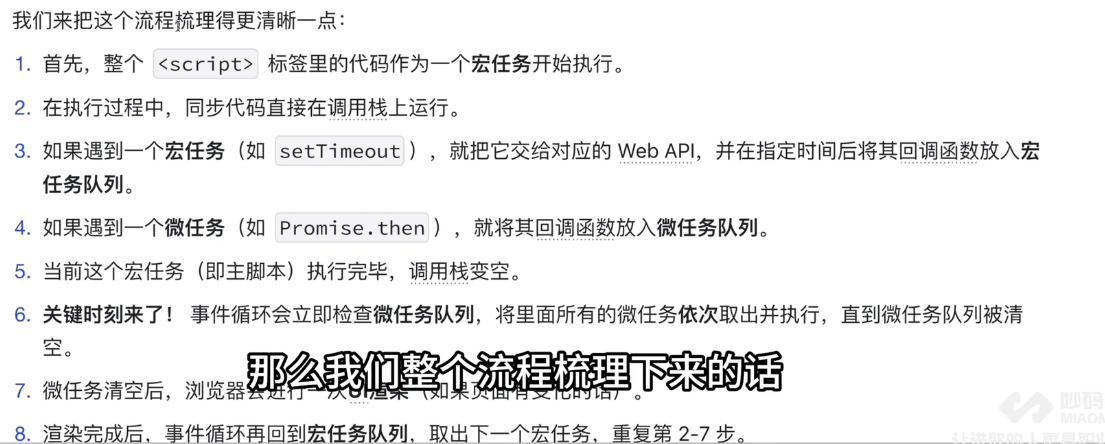 我们来把这个流程梳理得更清晰一点：
1. 首先，整个 <script> 标签里的代码作为一个宏任务开始执行。
2. 在执行过程中，同步代码直接在调用栈上运行。
3. 如果遇到一个宏任务（如 setTimeout），就把它交给对应的 Web API，并在指定时间后将其回调函数放入宏
任务队列。
4. 如果遇到一个微任务（如 Promise.then），就将其回调函数放入微任务队列。
5. 当前这个宏任务（即主脚本）执行完毕，调用栈变空。
6. 关键时刻来了！事件循环会立即检查微任务队列，将里面所有的微任务依次取出并执行，直到微任务队列被清
空。
那么我们整个流程梳理下来的话
7. 微任务清空后，浏览器会进行一次UI渲染（如果页面有变化的话）。
8. 渲染完成后，事件循环再回到宏任务队列，取出下一个宏任务，重复第 2-7 步。
妙码